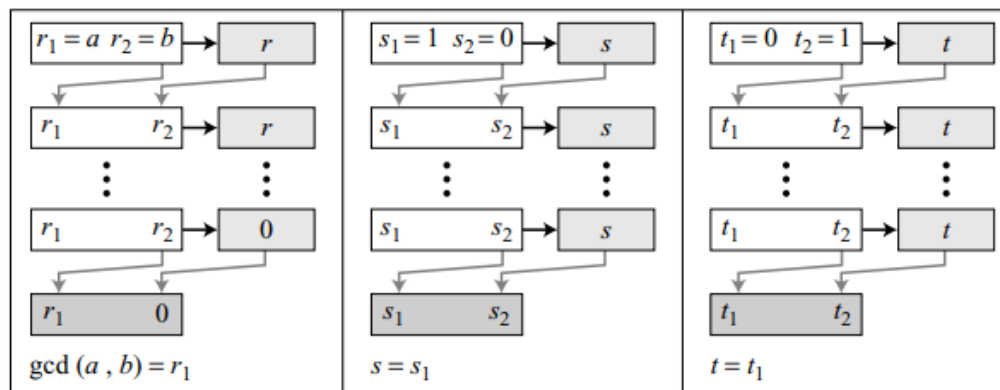 r₁ = a r₂ = b r
r₁ r₂ r
r₁ r₂ 0
r₁ 0
gcd (a , b) = r₁
s₁ = 1 s₂ = 0 s
s₁ s₂ s
s₁ s₂ s
s₁ s₂
s = s₁
t₁ = 0 t₂ = 1 t
t₁ t₂ t
t₁ t₂ t
t₁ t₂
t = t₁